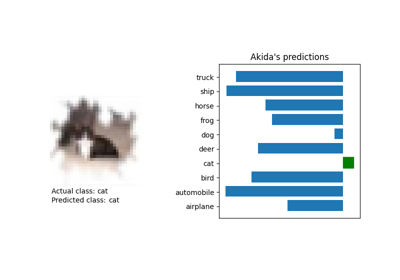 Akida's predictions
truck
ship
horse
frog
dog
deer
cat
bird
automobile
airplane
Actual class: cat
Predicted class: cat